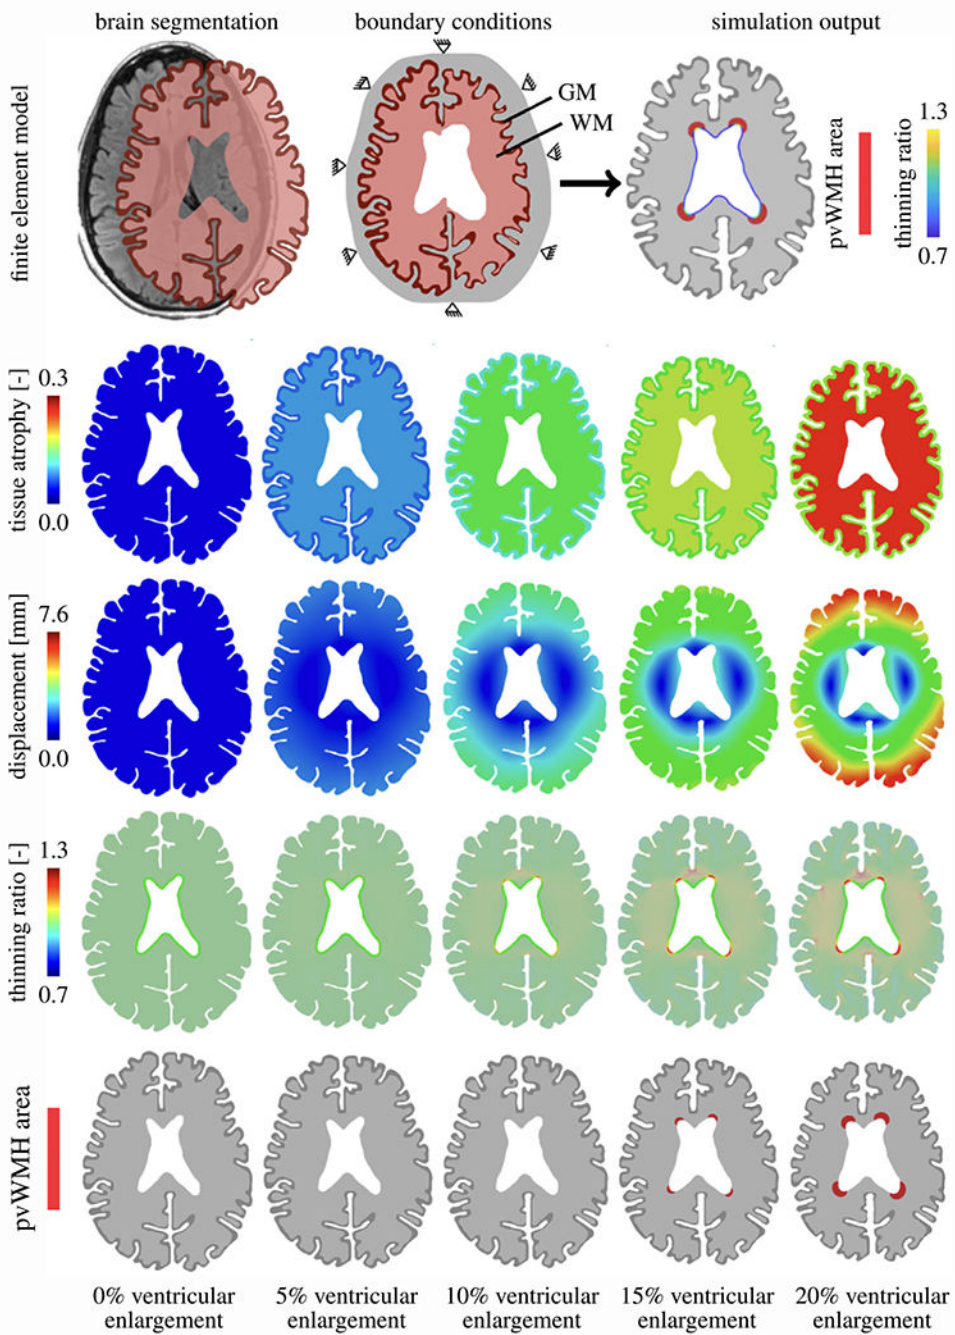 brain segmentation
boundary conditions
simulation output
finite element model
GM
WM
pvWMH area
thinning ratio
1.3
0.7
tissue atrophy [-]
0.3
0.0
displacement [mm]
7.6
0.0
thinning ratio [-]
1.3
0.7
pvWMH area
0% ventricular
enlargement
5% ventricular
enlargement
10% ventricular
enlargement
15% ventricular
enlargement
20% ventricular
enlargement